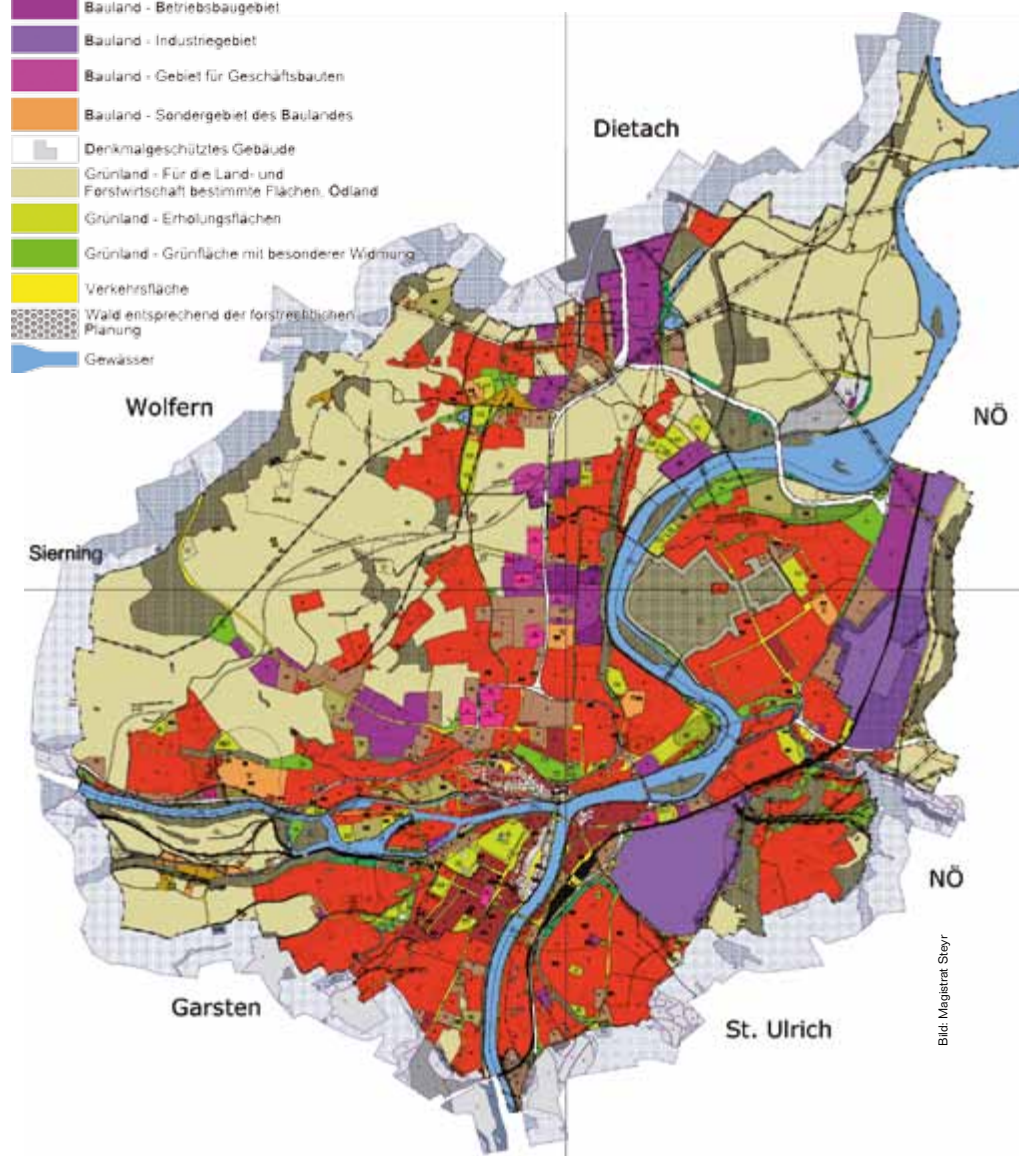 Bauland - Betriebsbaugebiet
Bauland - Industriegebiet
Bauland - Gebiet für Geschäftsbauten
Bauland - Sondergebiet des Baulandes
Denkmalgeschütztes Gebäude
Grünland - Für die Land- und
Forstwirtschaft bestimmte Flächen, Ödland
Grünland - Erholungsflächen
Grünland - Grünfläche mit besonderer Widmung
Verkehrsfläche
Wald entsprechend der forstrechtlichen
Planung
Gewässer
Dietach
Wolfern
NÖ
Sierning
NÖ
Garsten
St. Ulrich
Bild: Magistrat Steyr